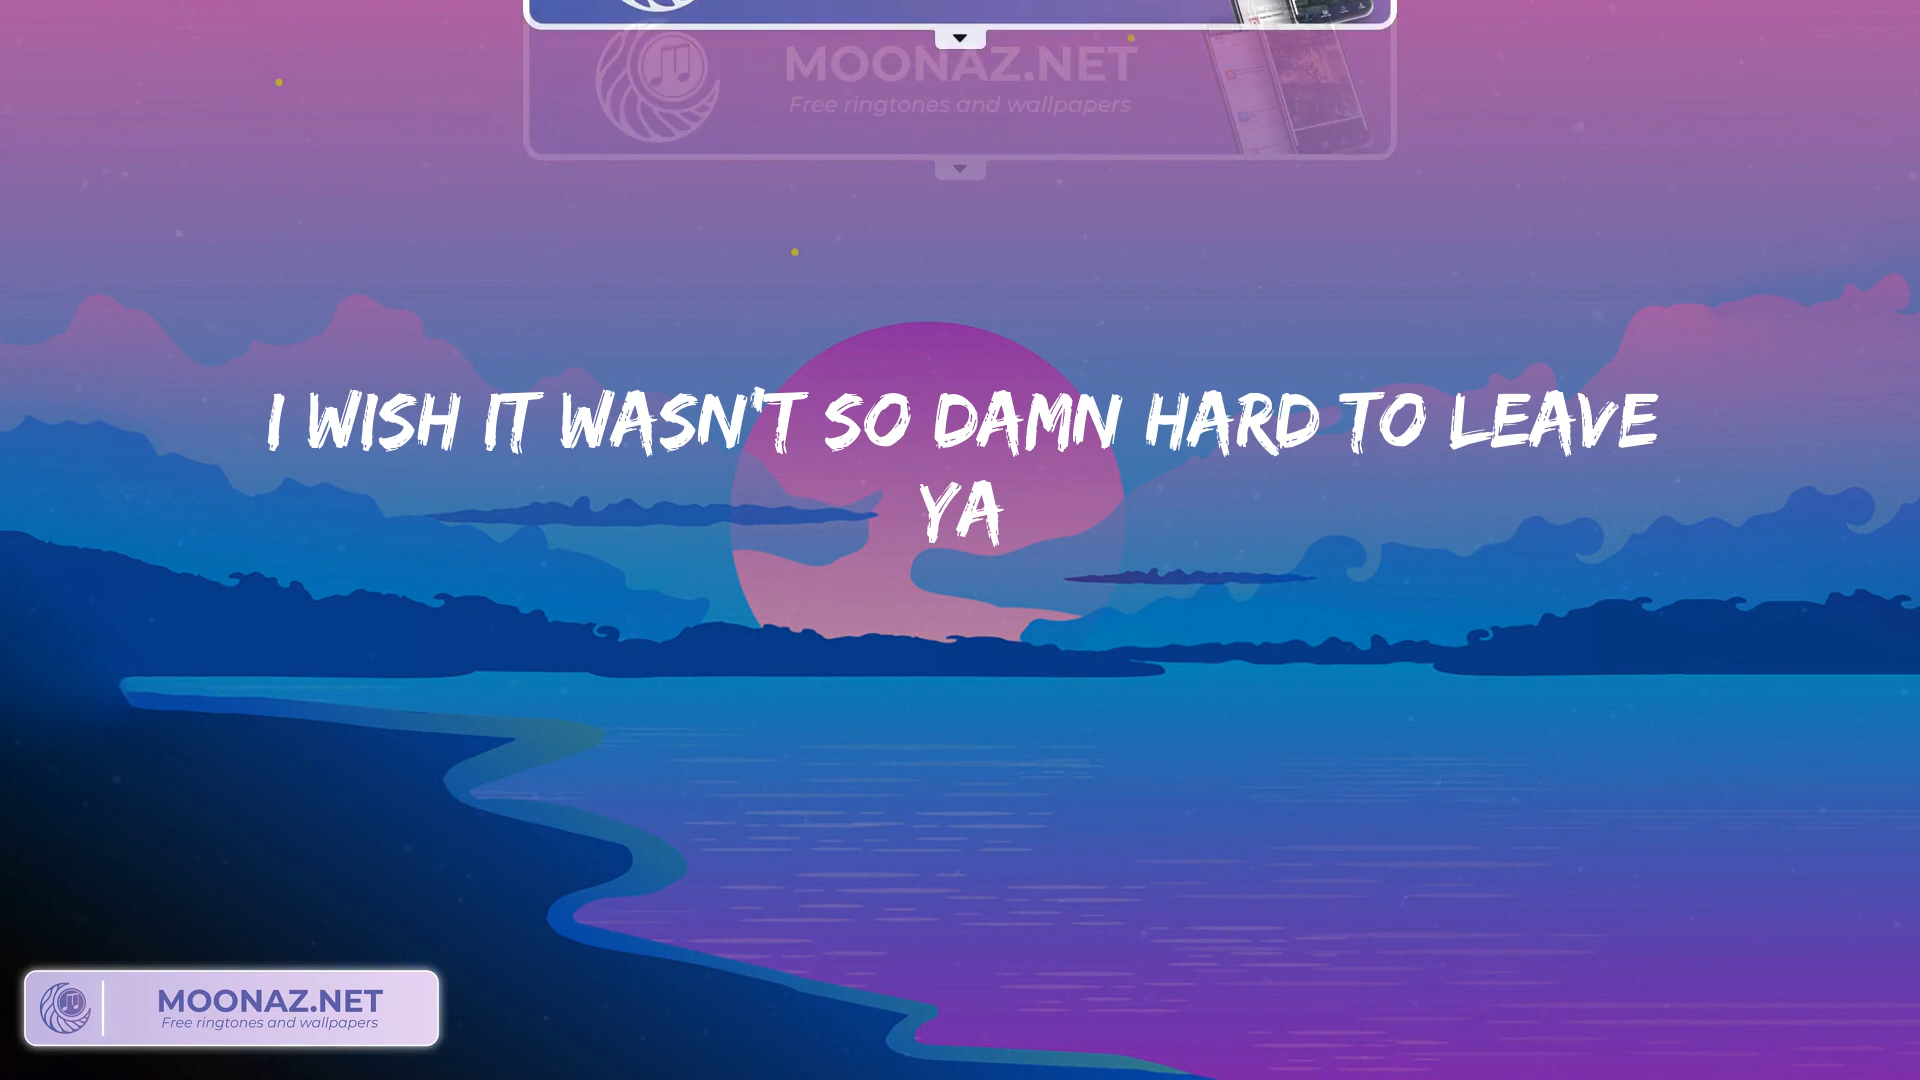 MOONAZ.NET
Free ringtones and wallpapers
I WISH IT WASN'T SO DAMN HARD TO LEAVE
YA
MOONAZ.NET
Free ringtones and wallpapers